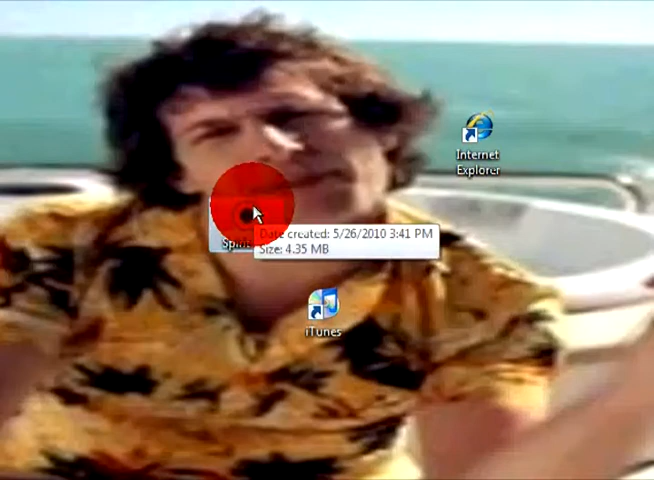 Internet
Explorer
Date created: 5/26/2010 3:41 PM
Size: 4.35 MB
iTunes